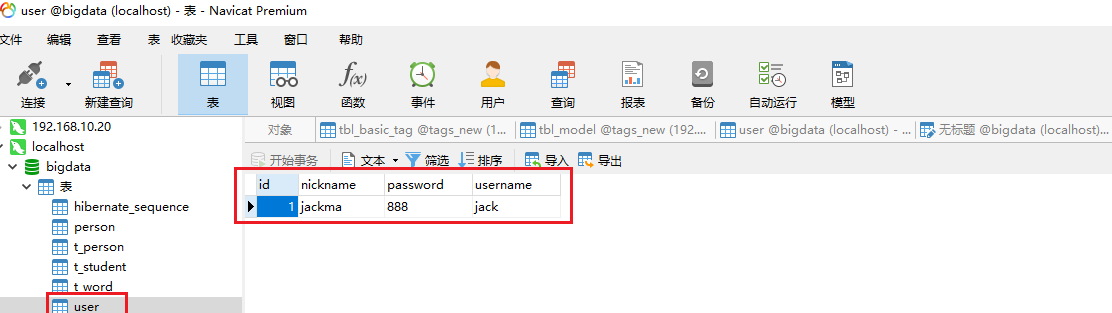 user @bigdata (localhost) - 表 - Navicat Premium
文件 编辑 查看 表 收藏夹 工具 窗口 帮助
连接 新建查询 表 视图 函数 事件 用户 查询 报表 备份 自动运行 模型
f(x)
192.168.10.20
localhost
bigdata
表
hibernate_sequence
person
t_person
t_student
t_word
user
对象 tbl_basic_tag @tags_new (1... tbl_model @tags_new (192.... user @bigdata (localhost) - ... 无标题 @bigdata (localhost)...
开始事务 文本 筛选 排序 导入 导出
id nickname password username
1 jackma 888 jack